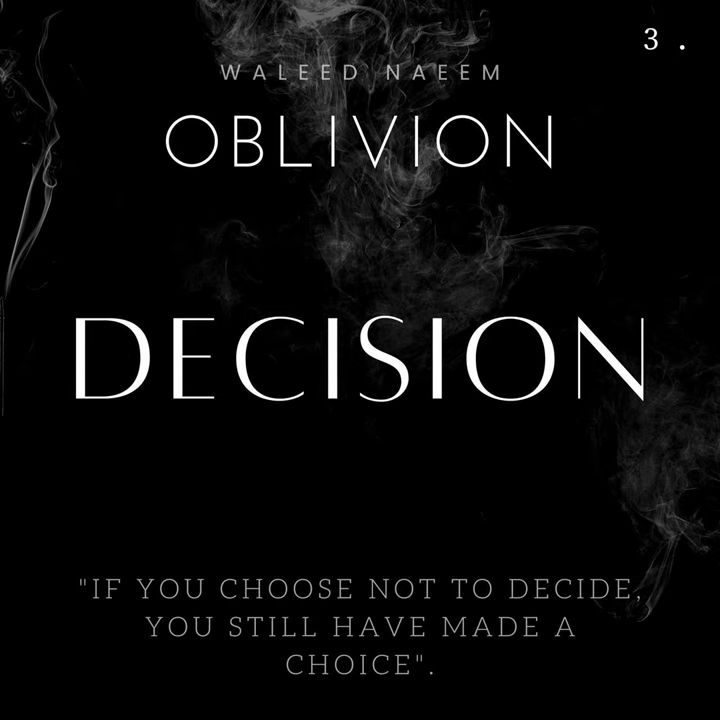 3 .
WALEED NAEEM
OBLIVION
DECISION
"IF YOU CHOOSE NOT TO DECIDE,
YOU STILL HAVE MADE A
CHOICE".